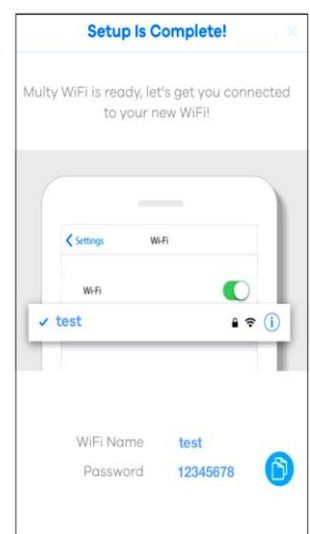 Setup Is Complete!
Multy WiFi is ready, let's get you connected
to your new WiFi!
Settings Wi-Fi
Wi-Fi
test
WiFi Name test
Password 12345678